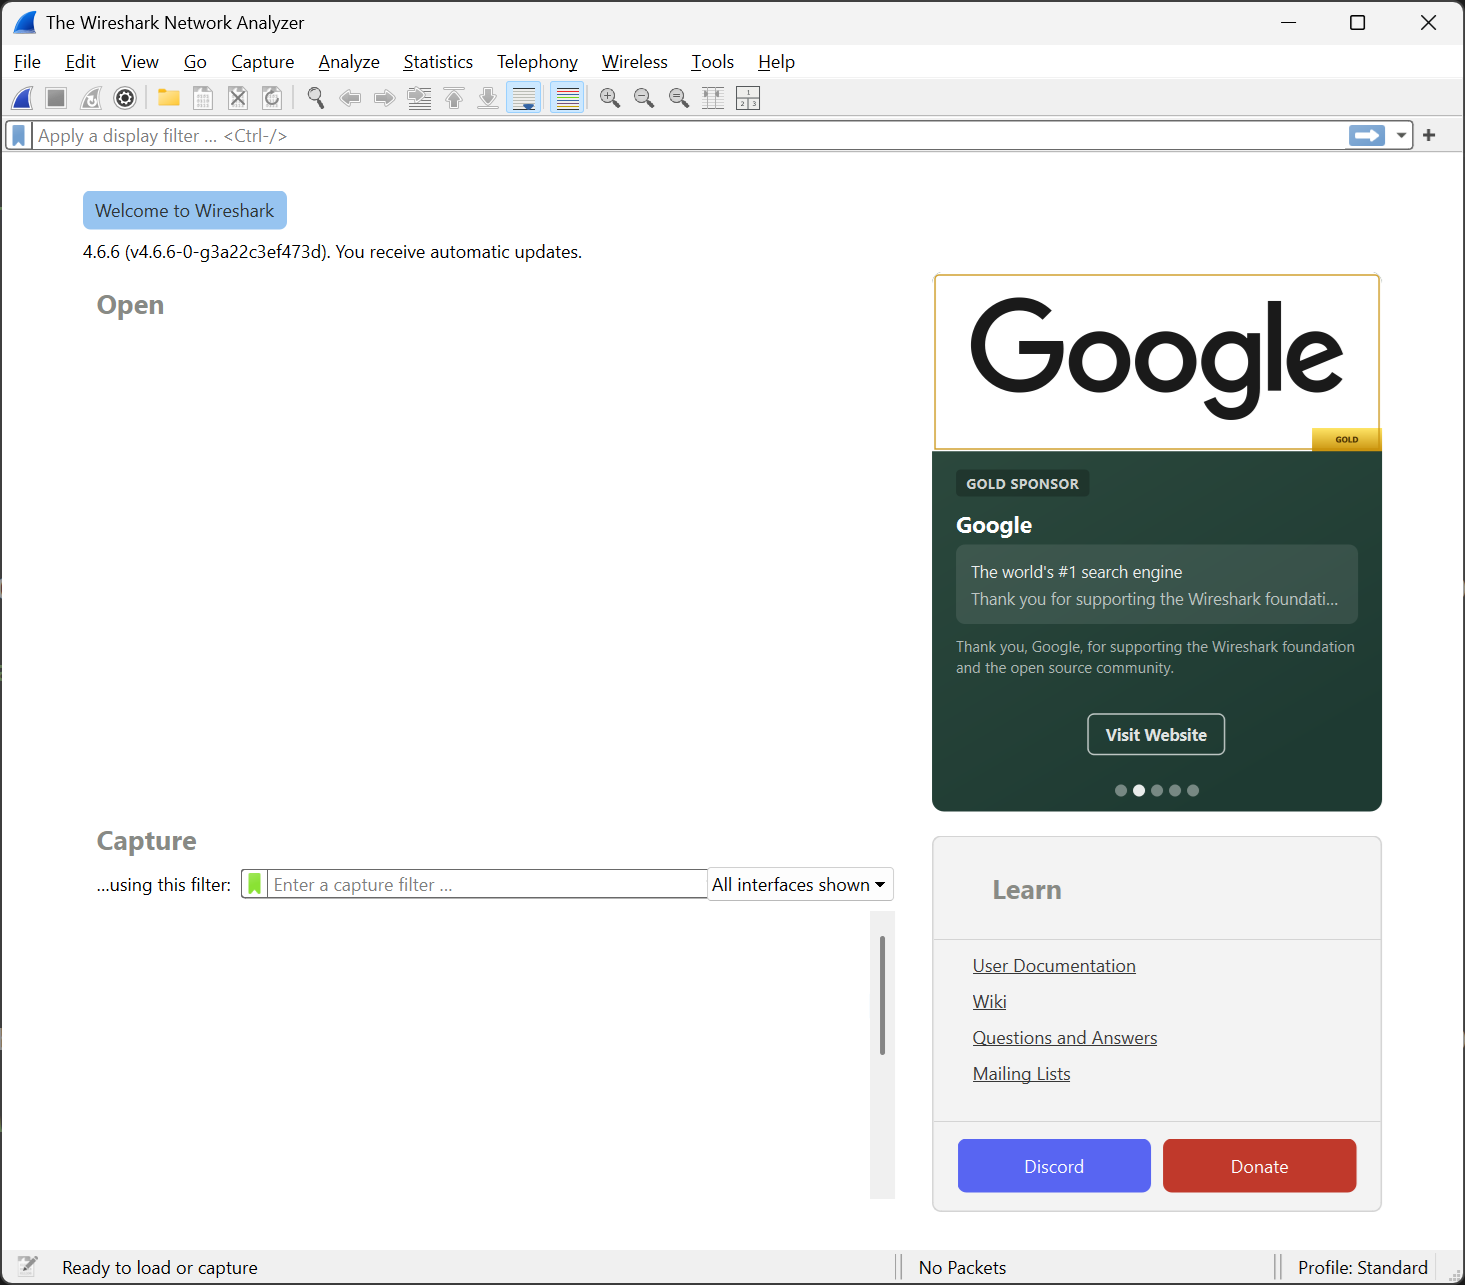 The Wireshark Network Analyzer
File Edit View Go Capture Analyze Statistics Telephony Wireless Tools Help
Apply a display filter ... <Ctrl-/>
Welcome to Wireshark
4.6.6 (v4.6.6-0-g3a22c3ef473d). You receive automatic updates.
Open
Google
GOLD
GOLD SPONSOR
Google
The world's #1 search engine
Thank you for supporting the Wireshark foundati...
Thank you, Google, for supporting the Wireshark foundation
and the open source community.
Visit Website
Capture
...using this filter: Enter a capture filter ... All interfaces shown
Learn
User Documentation
Wiki
Questions and Answers
Mailing Lists
Discord Donate
Ready to load or capture No Packets Profile: Standard